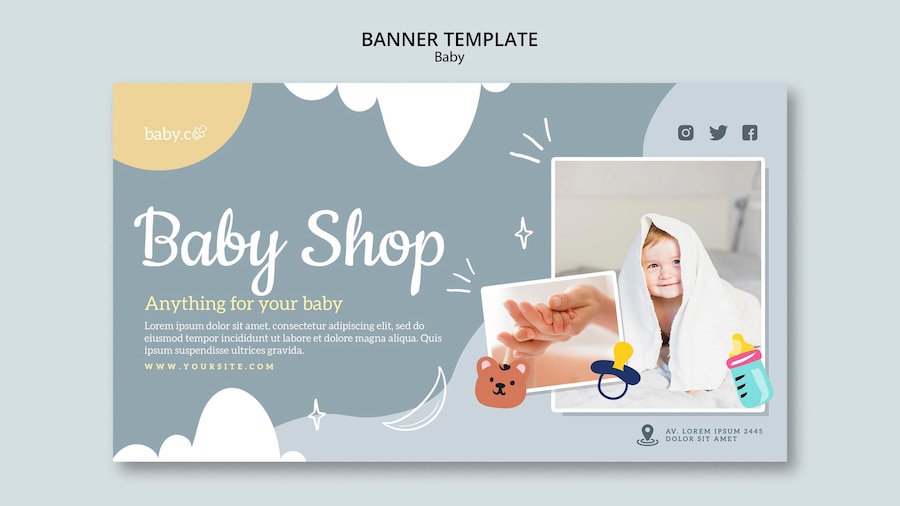 BANNER TEMPLATE
Baby
baby.co
Baby Shop
Anything for your baby
Lorem ipsum dolor sit amet, consectetur adipiscing elit, sed do
eiusmod tempor incididunt ut labore et dolore magna aliqua. Quis
ipsum suspendisse ultrices gravida.
WWW.YOURSITE.COM
AV. LOREM IPSUM 2445
DOLOR SIT AMET